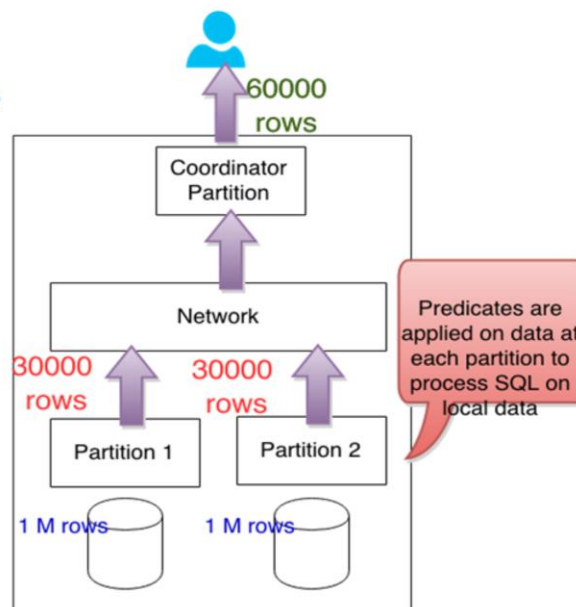 60000
rows
Coordinator
Partition
Network
Predicates are
applied on data at
each partition to
process SQL on
local data
30000
rows
30000
rows
Partition 1
Partition 2
1 M rows
1 M rows